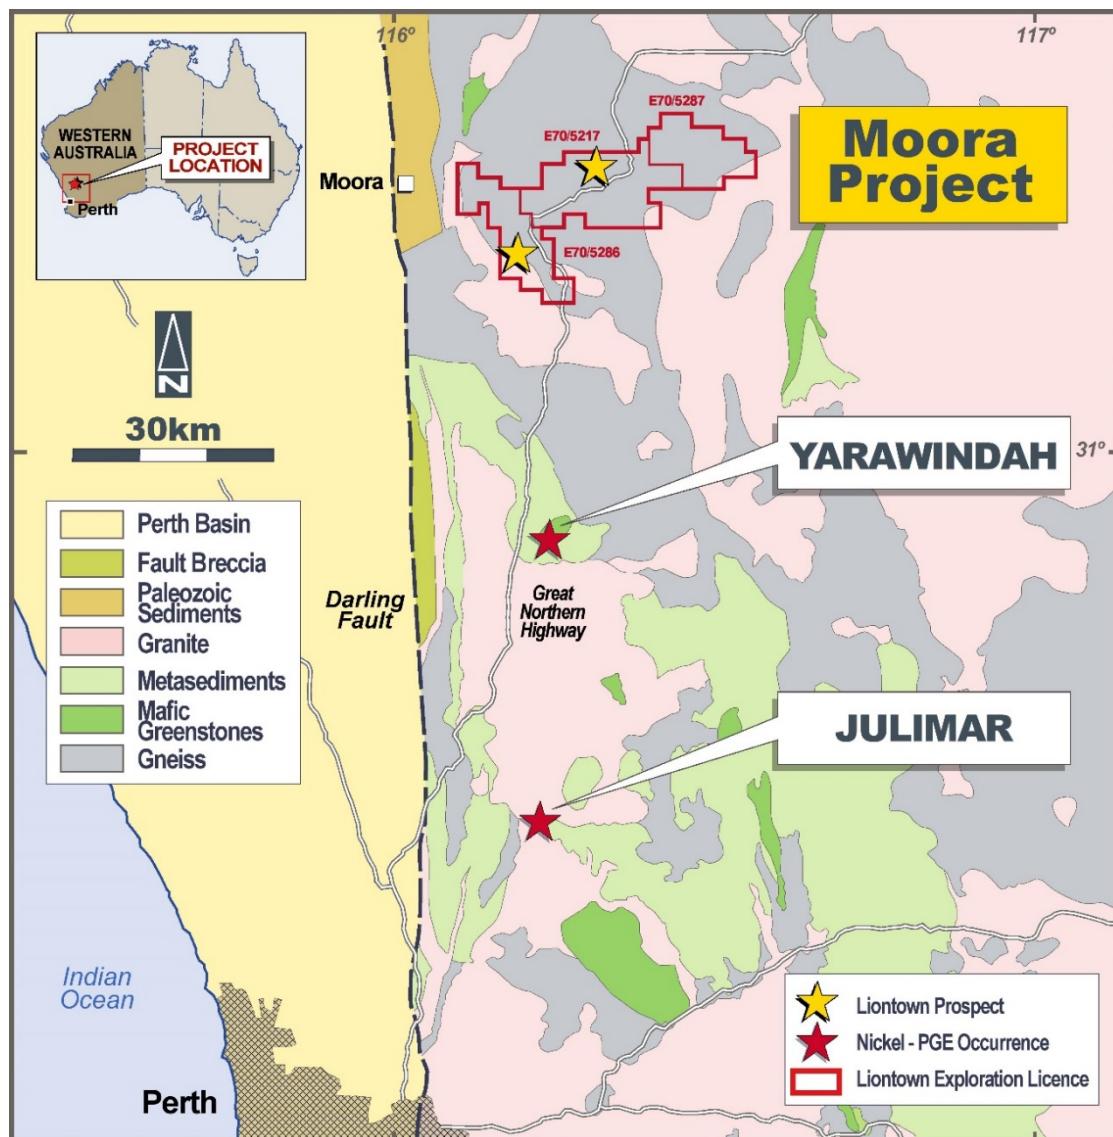 116º
117º
WESTERN
AUSTRALIA
PROJECT
LOCATION
Perth
Moora
E70/5287
E70/5217
E70/5286
Moora
Project
N
30km
YARAWINDAH
31º
Perth Basin
Fault Breccia
Paleozoic
Sediments
Granite
Metasediments
Mafic
Greenstones
Gneiss
Darling
Fault
Great
Northern
Highway
JULIMAR
Indian
Ocean
Perth
Liontown Prospect
Nickel - PGE Occurrence
Liontown Exploration Licence